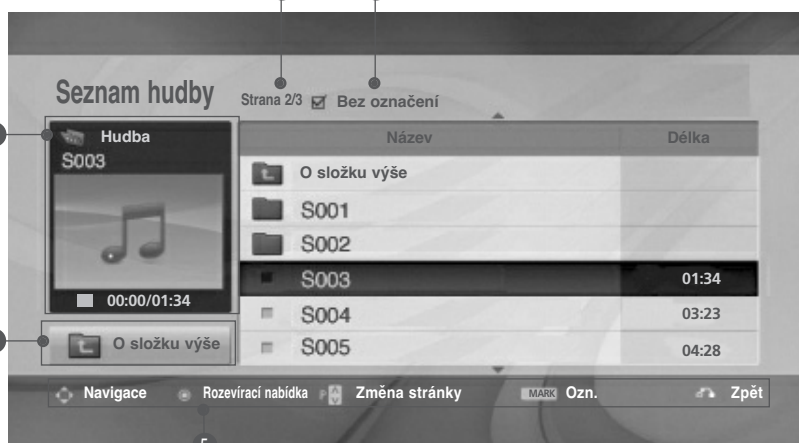 Seznam hudby Strana 2/3 Bez označení
Hudba
S003
00:00/01:34
O složku výše
Název Délka
O složku výše
S001
S002
S003 01:34
S004 03:23
S005 04:28
Navigace Rozevírací nabídka P Změna stránky MARK Ozn. Zpět
5